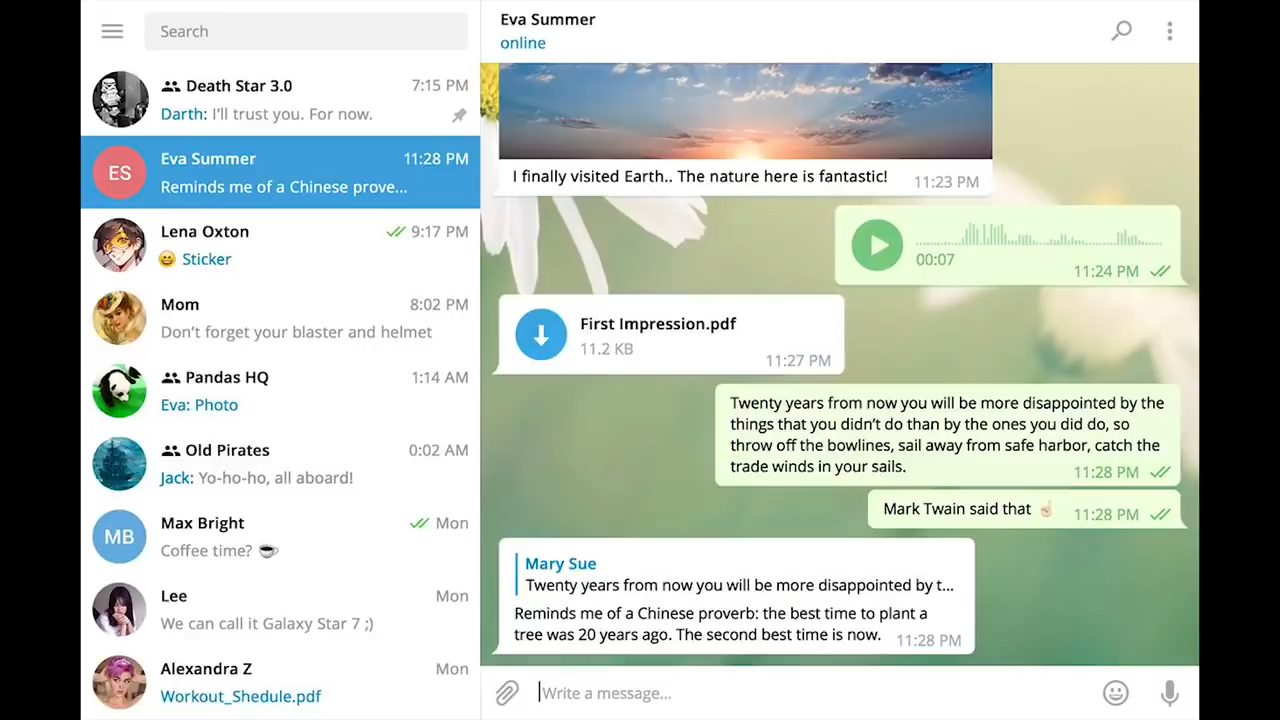 Search
Death Star 3.0
7:15 PM
Darth: I'll trust you. For now.
ES
Eva Summer
11:28 PM
Reminds me of a Chinese prove...
Lena Oxton
9:17 PM
Sticker
Mom
8:02 PM
Don't forget your blaster and helmet
Pandas HQ
1:14 AM
Eva: Photo
Old Pirates
0:02 AM
Jack: Yo-ho-ho, all aboard!
MB
Max Bright
Mon
Coffee time? ☕
Lee
Mon
We can call it Galaxy Star 7 ;)
Alexandra Z
Mon
Workout_Shedule.pdf
Eva Summer
online
I finally visited Earth.. The nature here is fantastic!
11:23 PM
00:07
11:24 PM
First Impression.pdf
11.2 KB
11:27 PM
Twenty years from now you will be more disappointed by the
things that you didn't do than by the ones you did do, so
throw off the bowlines, sail away from safe harbor, catch the
trade winds in your sails.
11:28 PM
Mark Twain said that ☝🏻
11:28 PM
Mary Sue
Twenty years from now you will be more disappointed by t...
Reminds me of a Chinese proverb: the best time to plant a
tree was 20 years ago. The second best time is now.
11:28 PM
Write a message...